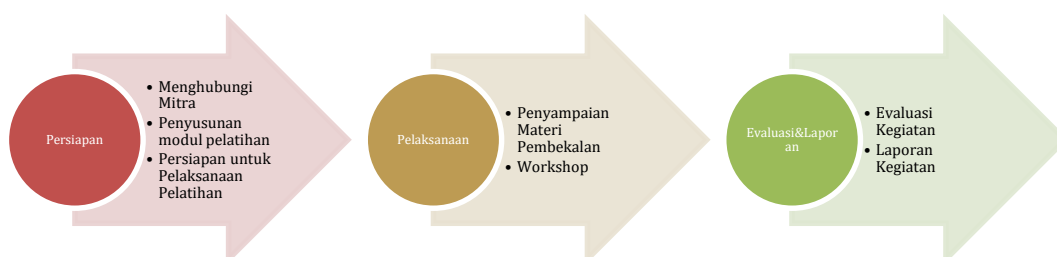 Persiapan
• Menghubungi
Mitra
• Penyusunan
modul pelatihan
• Persiapan untuk
Pelaksanaan
Pelatihan
Pelaksanaan
• Penyampaian
Materi
Pembekalan
• Workshop
Evaluasi&Lapor
an
• Evaluasi
Kegiatan
• Laporan
Kegiatan